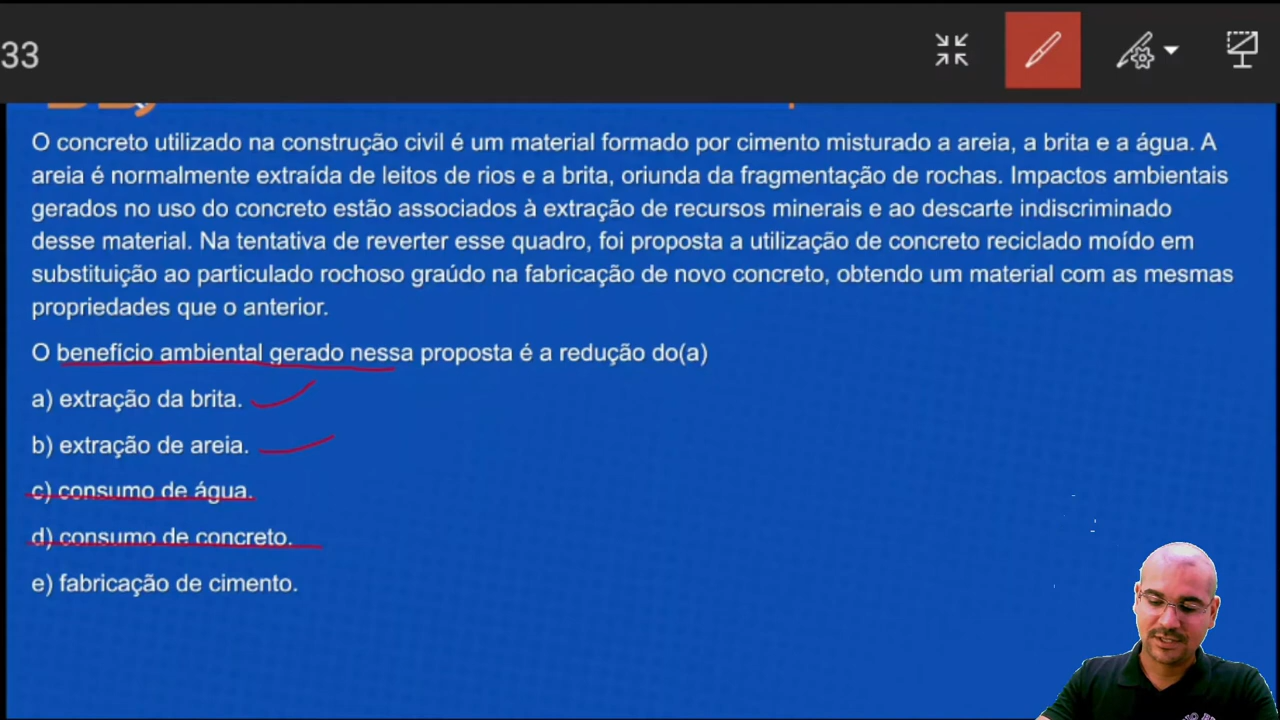 33
O concreto utilizado na construção civil é um material formado por cimento misturado a areia, a brita e a água. A
areia é normalmente extraída de leitos de rios e a brita, oriunda da fragmentação de rochas. Impactos ambientais
gerados no uso do concreto estão associados à extração de recursos minerais e ao descarte indiscriminado
desse material. Na tentativa de reverter esse quadro, foi proposta a utilização de concreto reciclado moído em
substituição ao particulado rochoso graúdo na fabricação de novo concreto, obtendo um material com as mesmas
propriedades que o anterior.
O benefício ambiental gerado nessa proposta é a redução do(a)
a) extração da brita.
b) extração de areia.
c) consumo de água.
d) consumo de concreto.
e) fabricação de cimento.